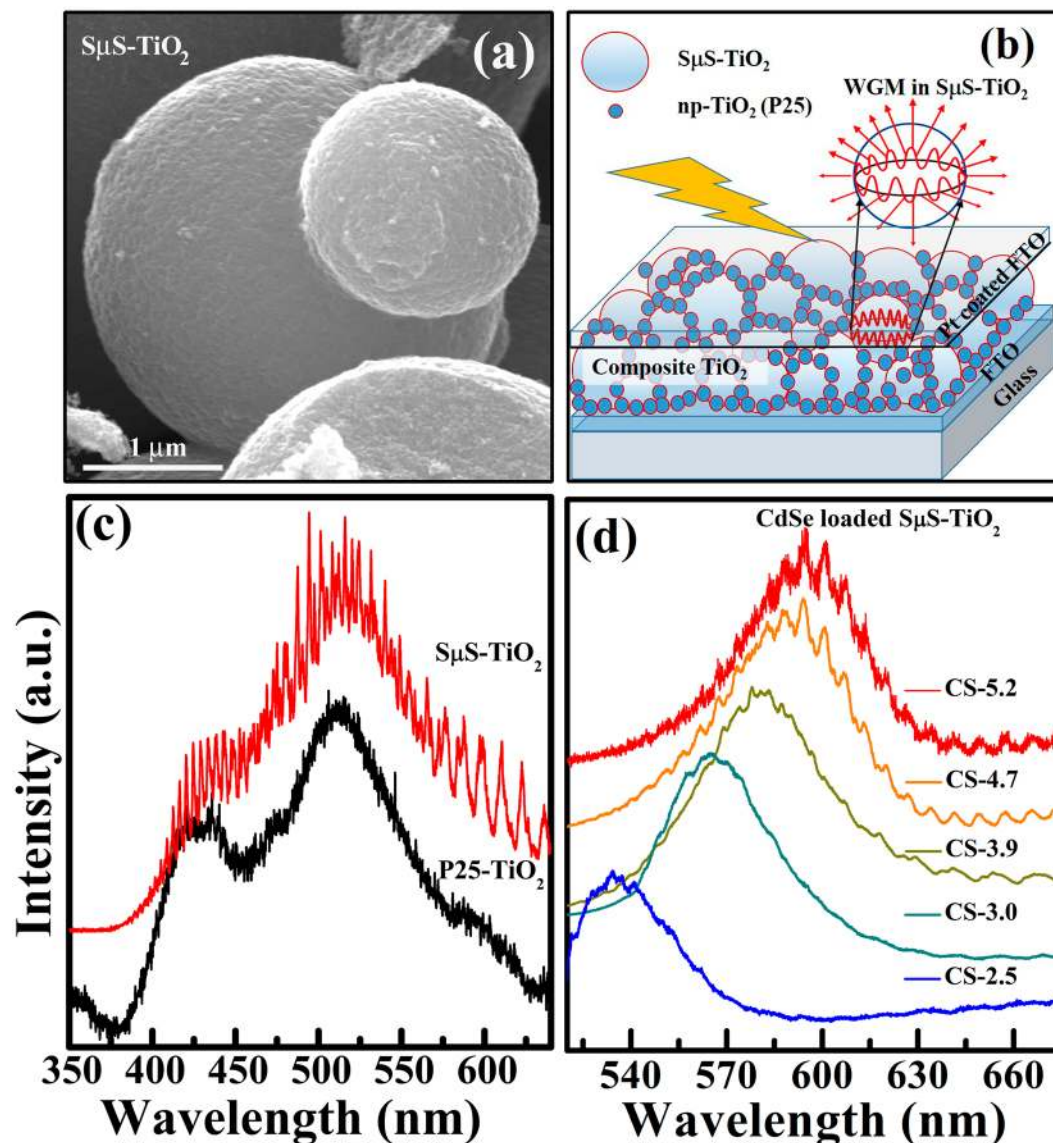 SμS-TiO₂
(a)
1 μm
(b)
SμS-TiO₂
np-TiO₂ (P25)
WGM in SμS-TiO₂
Pt coated FTO
Composite TiO₂
FTO
Glass
(c)
SμS-TiO₂
P25-TiO₂
Intensity (a.u.)
350 400 450 500 550 600
Wavelength (nm)
(d)
CdSe loaded SμS-TiO₂
CS-5.2
CS-4.7
CS-3.9
CS-3.0
CS-2.5
540 570 600 630 660
Wavelength (nm)